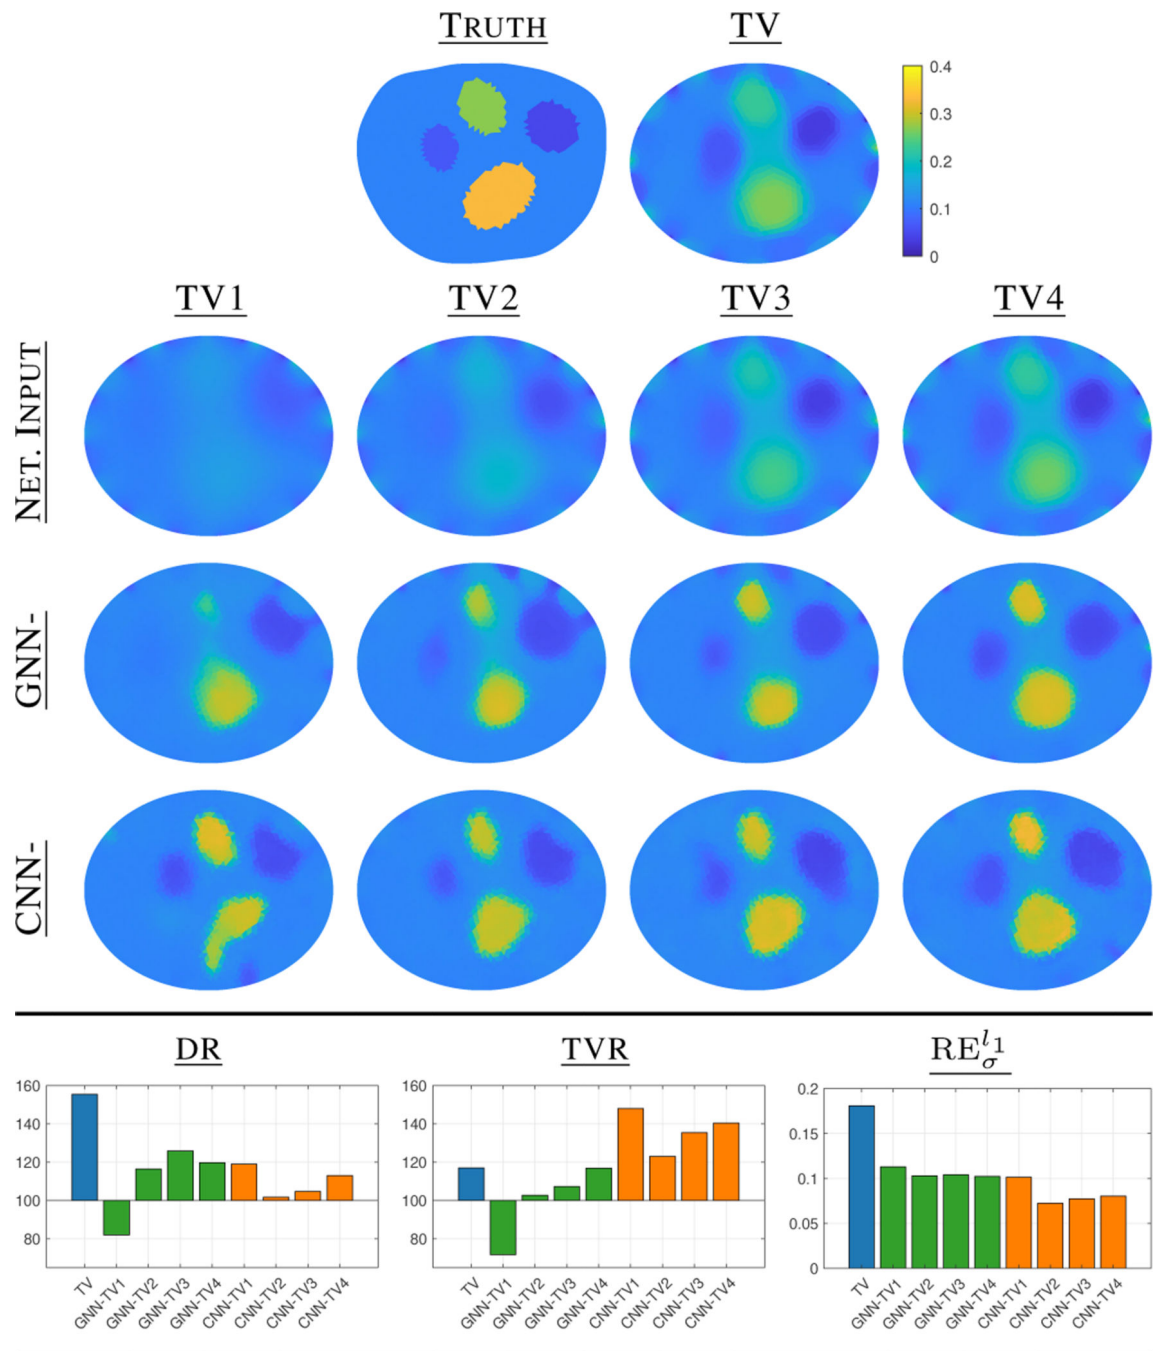 TRUTH TV
0.4
0.3
0.2
0.1
0
TV1 TV2 TV3 TV4
NET. INPUT
GNN-
CNN-
DR TVR RE_σ^{l_1}
160
140
120
100
80
TV GNN-TV1 GNN-TV2 GNN-TV3 GNN-TV4 CNN-TV1 CNN-TV2 CNN-TV3 CNN-TV4
160
140
120
100
80
TV GNN-TV1 GNN-TV2 GNN-TV3 GNN-TV4 CNN-TV1 CNN-TV2 CNN-TV3 CNN-TV4
0.2
0.15
0.1
0.05
0
TV GNN-TV1 GNN-TV2 GNN-TV3 GNN-TV4 CNN-TV1 CNN-TV2 CNN-TV3 CNN-TV4